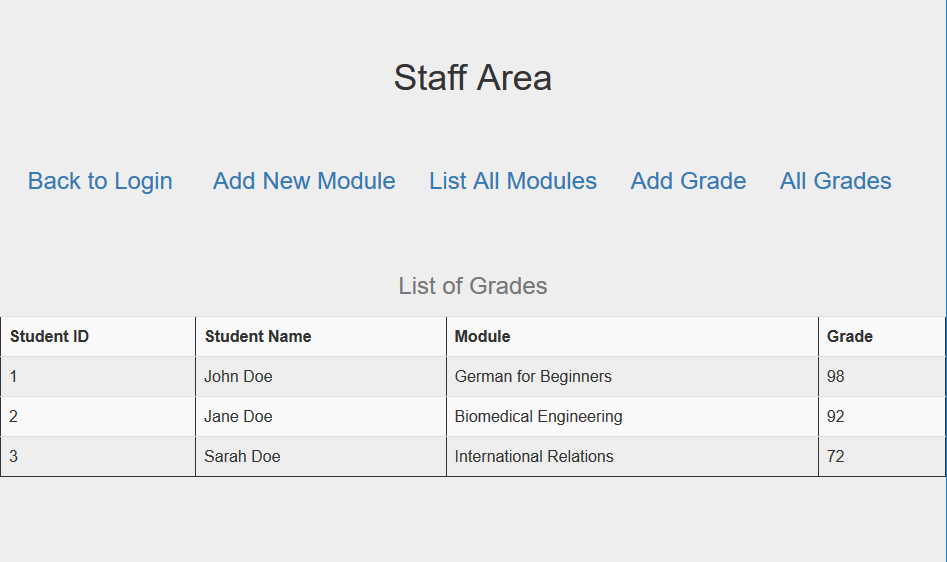 Staff Area
Back to Login Add New Module List All Modules Add Grade All Grades
List of Grades
Student ID Student Name Module Grade
1 John Doe German for Beginners 98
2 Jane Doe Biomedical Engineering 92
3 Sarah Doe International Relations 72